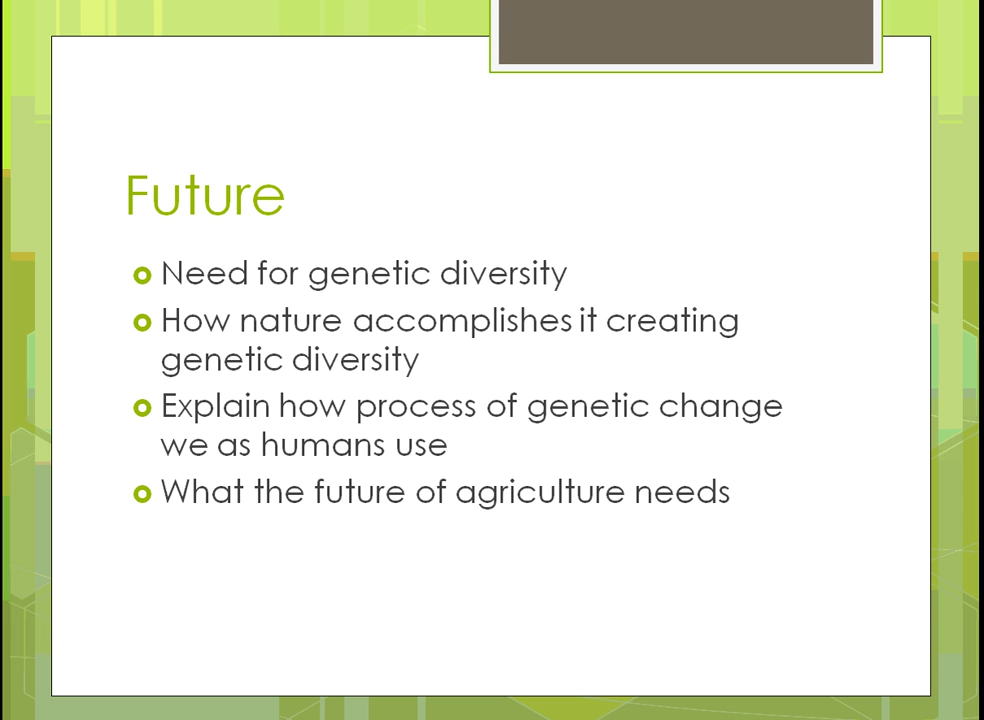 Future
Need for genetic diversity
How nature accomplishes it creating
genetic diversity
Explain how process of genetic change
we as humans use
What the future of agriculture needs